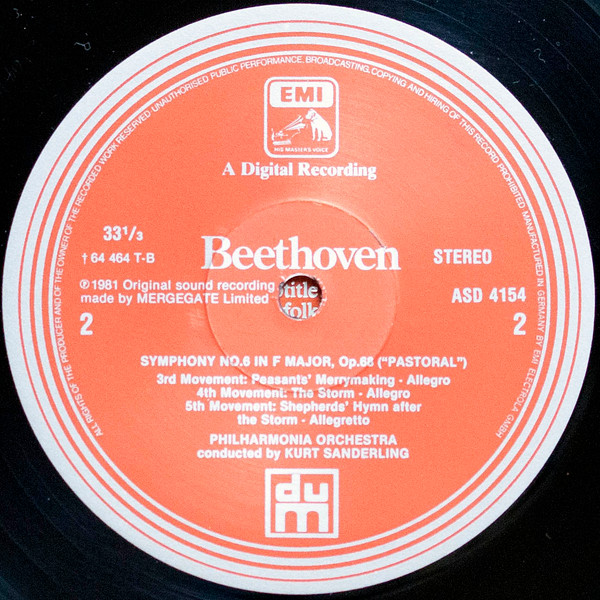 ALL RIGHTS OF THE PRODUCER AND OF THE OWNER OF THE RECORDED WORK RESERVED. UNAUTHORISED PUBLIC PERFORMANCE, BROADCASTING, COPYING AND HIRING OF THIS RECORD PROHIBITED. MANUFACTURED IN GERMANY BY EMI ELECTROLA GMBH
EMI
HIS MASTER'S VOICE
A Digital Recording
33⅓
Beethoven
STEREO
† 64 464 T-B
℗1981 Original sound recording
made by MERGEGATE Limited
title
folk
ASD 4154
2
2
SYMPHONY NO.6 IN F MAJOR, Op.68 ("PASTORAL")
3rd Movement: Peasants' Merrymaking - Allegro
4th Movement: The Storm - Allegro
5th Movement: Shepherds' Hymn after
the Storm - Allegretto
PHILHARMONIA ORCHESTRA
conducted by KURT SANDERLING
dum